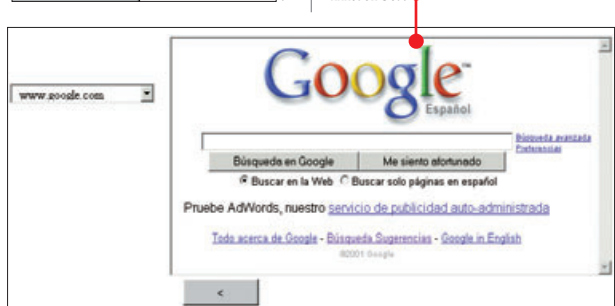 www.google.com
Google™
Español
Búsqueda avanzada
Preferencias
Búsqueda en Google Me siento afortunado
Buscar en la Web Buscar solo páginas en español
Pruebe AdWords, nuestro servicio de publicidad auto-administrada
Todo acerca de Google - Búsqueda Sugerencias - Google in English
©2001 Google
<